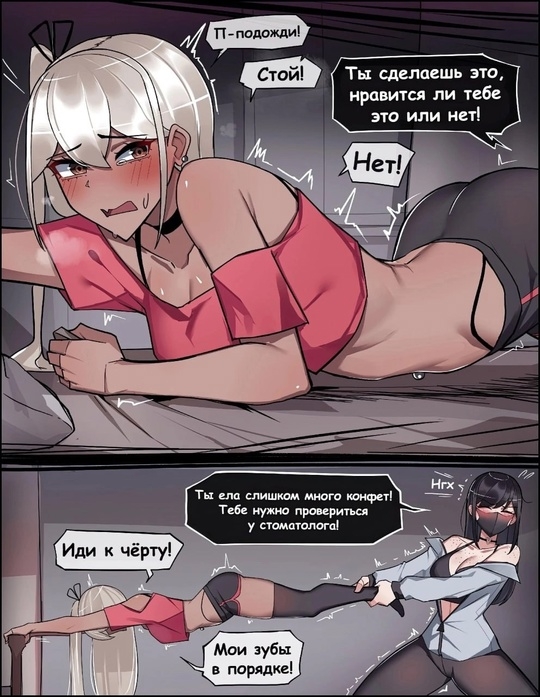 П-подожди!
Стой!
Ты сделаешь это,
нравится ли тебе
это или нет!
Нет!
Нгх
Ты ела слишком много конфет!
Тебе нужно провериться
у стоматолога!
Иди к чёрту!
Мои зубы
в порядке!